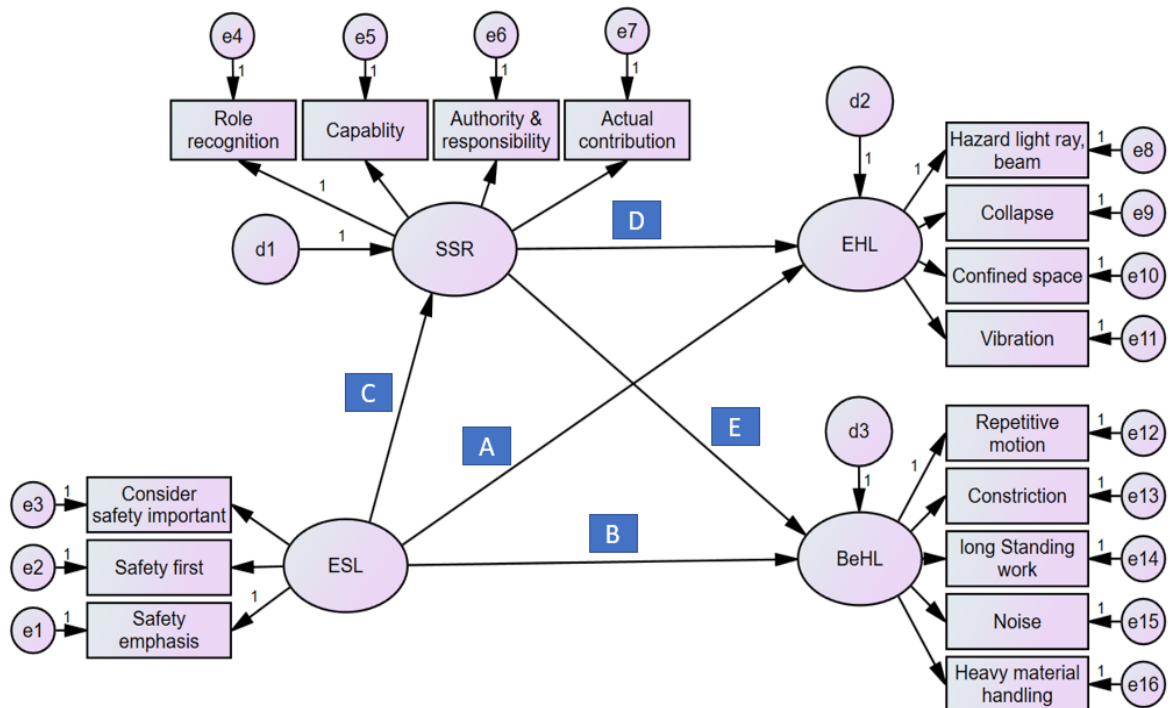 e4
e5
e6
e7
1
1
1
1
Role
recognition
Capablity
Authority &
responsibility
Actual
contribution
d2
1
Hazard light ray,
beam
1
e8
1
Collapse
1
e9
Confined space
1
e10
Vibration
1
e11
1
d1
1
SSR
D
EHL
C
A
E
d3
1
Repetitive
motion
1
e12
1
Constriction
1
e13
long Standing
work
1
e14
Noise
1
e15
Heavy material
handling
1
e16
e3
1
Consider
safety important
e2
1
Safety first
e1
1
Safety
emphasis
1
ESL
B
BeHL